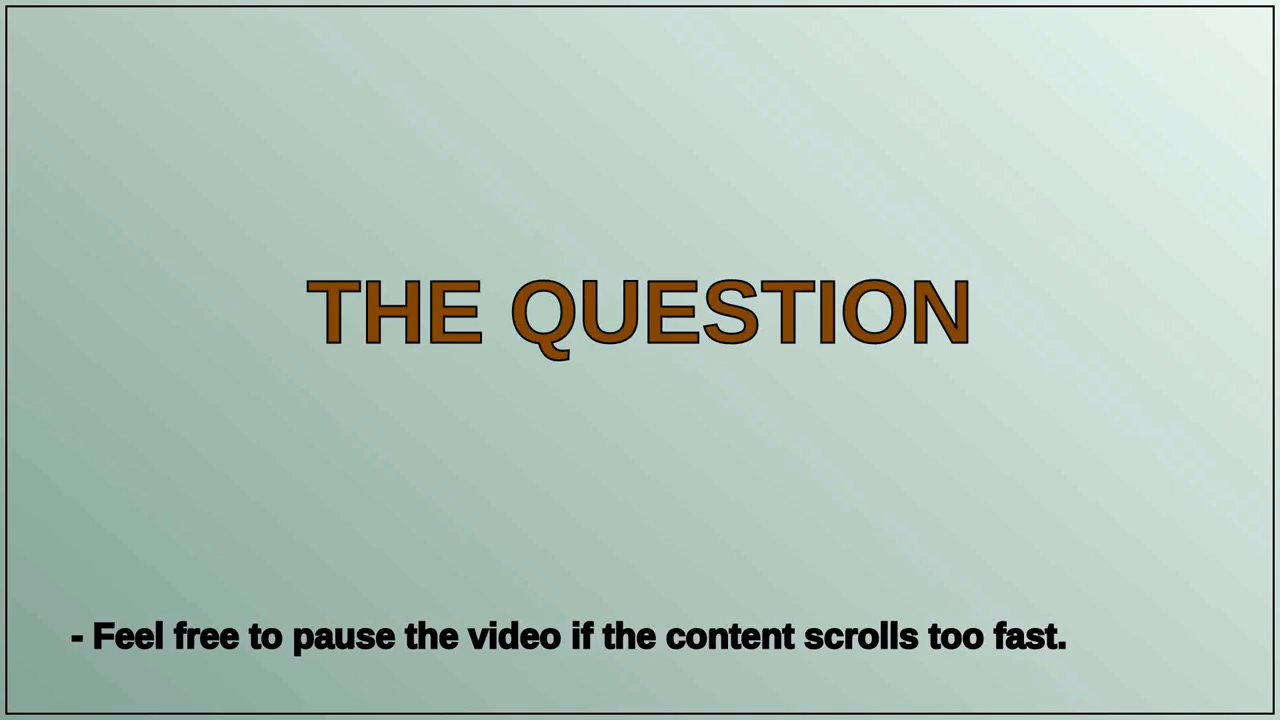 THE QUESTION
- Feel free to pause the video if the content scrolls too fast.